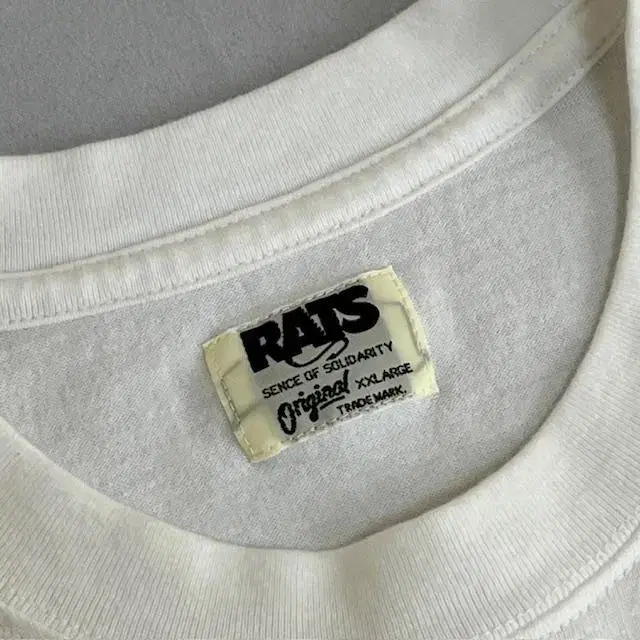 RATS
SENCE OF SOLIDARITY
Original XXLARGE
TRADE MARK.